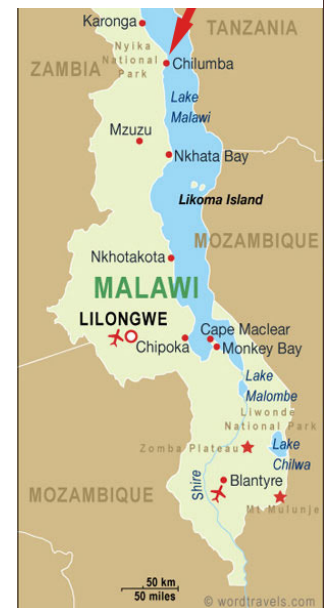 Karonga
TANZANIA
Nyika
National
Park
ZAMBIA
Chilumba
Lake
Malawi
Mzuzu
Nkhata Bay
Likoma Island
MOZAMBIQUE
Nkhotakota
MALAWI
LILONGWE
Cape Maclear
Chipoka
Monkey Bay
Lake
Malombe
Liwonde
National Park
Zomba Plateau
Lake
Chilwa
MOZAMBIQUE
Shire
Blantyre
Mt Mulunje
50 km
50 miles
© wordtravels.com